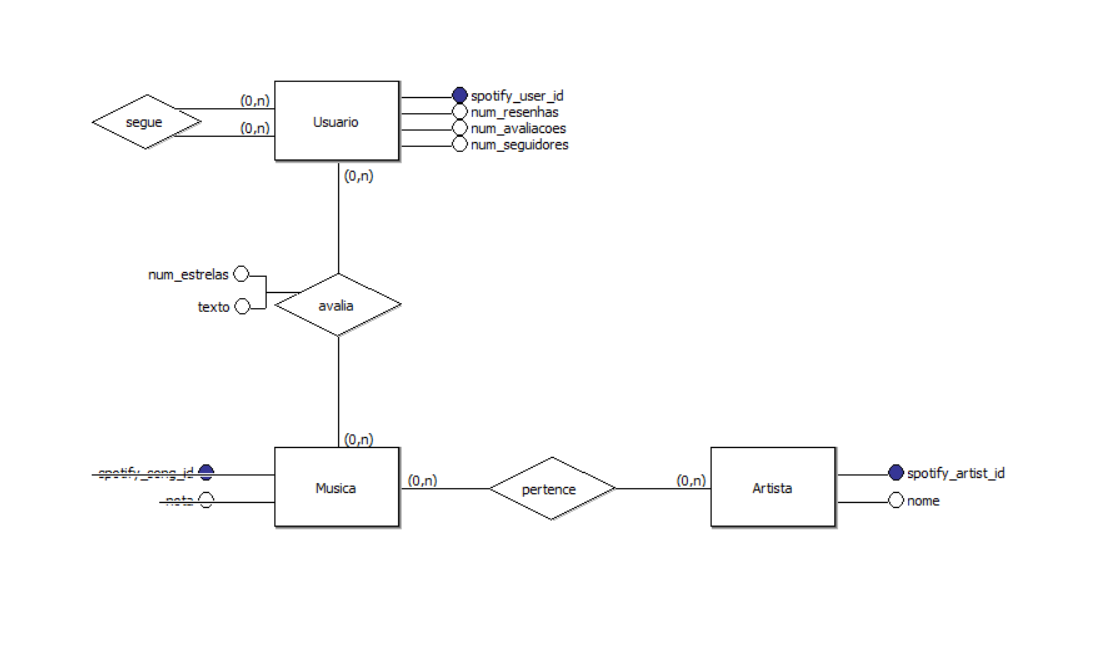 (0,n)
segue
(0,n)
Usuario
spotify_user_id
num_resenhas
num_avaliacoes
num_seguidores
(0,n)
num_estrelas
texto
avalia
(0,n)
spotify_song_id
nota
Musica
(0,n)
pertence
(0,n)
Artista
spotify_artist_id
nome